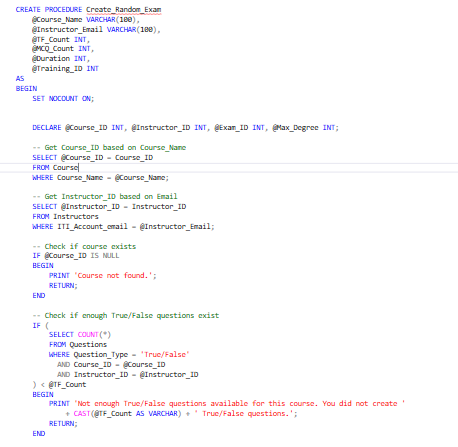 CREATE PROCEDURE Create_Random_Exam
@Course_Name VARCHAR(100),
@Instructor_Email VARCHAR(100),
@TF_Count INT,
@MCQ_Count INT,
@Duration INT,
@Training_ID INT
AS
BEGIN
SET NOCOUNT ON;
DECLARE @Course_ID INT, @Instructor_ID INT, @Exam_ID INT, @Max_Degree INT;
-- Get Course_ID based on Course_Name
SELECT @Course_ID = Course_ID
FROM Course
WHERE Course_Name = @Course_Name;
-- Get Instructor_ID based on Email
SELECT @Instructor_ID = Instructor_ID
FROM Instructors
WHERE ITI_Account_email = @Instructor_Email;
-- Check if course exists
IF @Course_ID IS NULL
BEGIN
PRINT 'Course not found.';
RETURN;
END
-- Check if enough True/False questions exist
IF (
SELECT COUNT(*)
FROM Questions
WHERE Question_Type = 'True/False'
AND Course_ID = @Course_ID
AND Instructor_ID = @Instructor_ID
) < @TF_Count
BEGIN
PRINT 'Not enough True/False questions available for this course. You did not create '
+ CAST(@TF_Count AS VARCHAR) + ' True/False questions.';
RETURN;
END